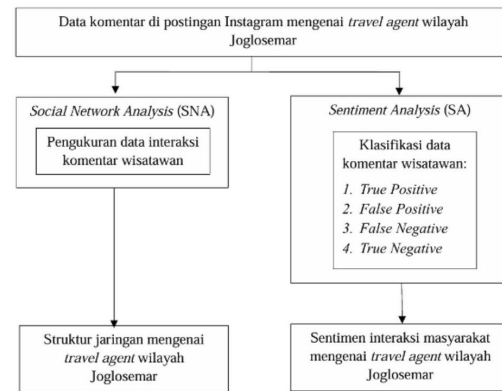 Data komentar di postingan Instagram mengenai travel agent wilayah
Joglosemar
Social Network Analysis (SNA)
Pengukuran data interaksi
komentar wisatawan
Sentiment Analysis (SA)
Klasifikasi data
komentar wisatawan:
1. True Positive
2. False Positive
3. False Negative
4. True Negative
Struktur jaringan mengenai
travel agent wilayah
Joglosemar
Sentimen interaksi masyarakat
mengenai travel agent wilayah
Joglosemar